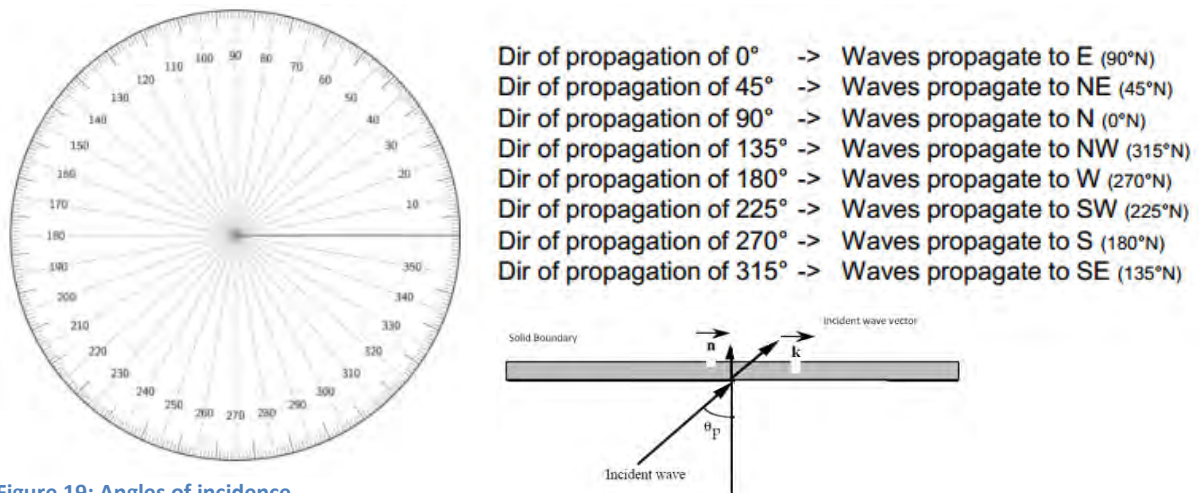 90
100
80
110
70
120
60
130
50
140
40
150
30
160
20
170
10
180
190
350
200
340
210
330
220
320
230
310
240
300
250
290
260
280
270
Dir of propagation of 0° -> Waves propagate to E (90°N)
Dir of propagation of 45° -> Waves propagate to NE (45°N)
Dir of propagation of 90° -> Waves propagate to N (0°N)
Dir of propagation of 135° -> Waves propagate to NW (315°N)
Dir of propagation of 180° -> Waves propagate to W (270°N)
Dir of propagation of 225° -> Waves propagate to SW (225°N)
Dir of propagation of 270° -> Waves propagate to S (180°N)
Dir of propagation of 315° -> Waves propagate to SE (135°N)
Incident wave vector
Solid Boundary
n
k
θp
Incident wave
Figure 19: Angles of incidence